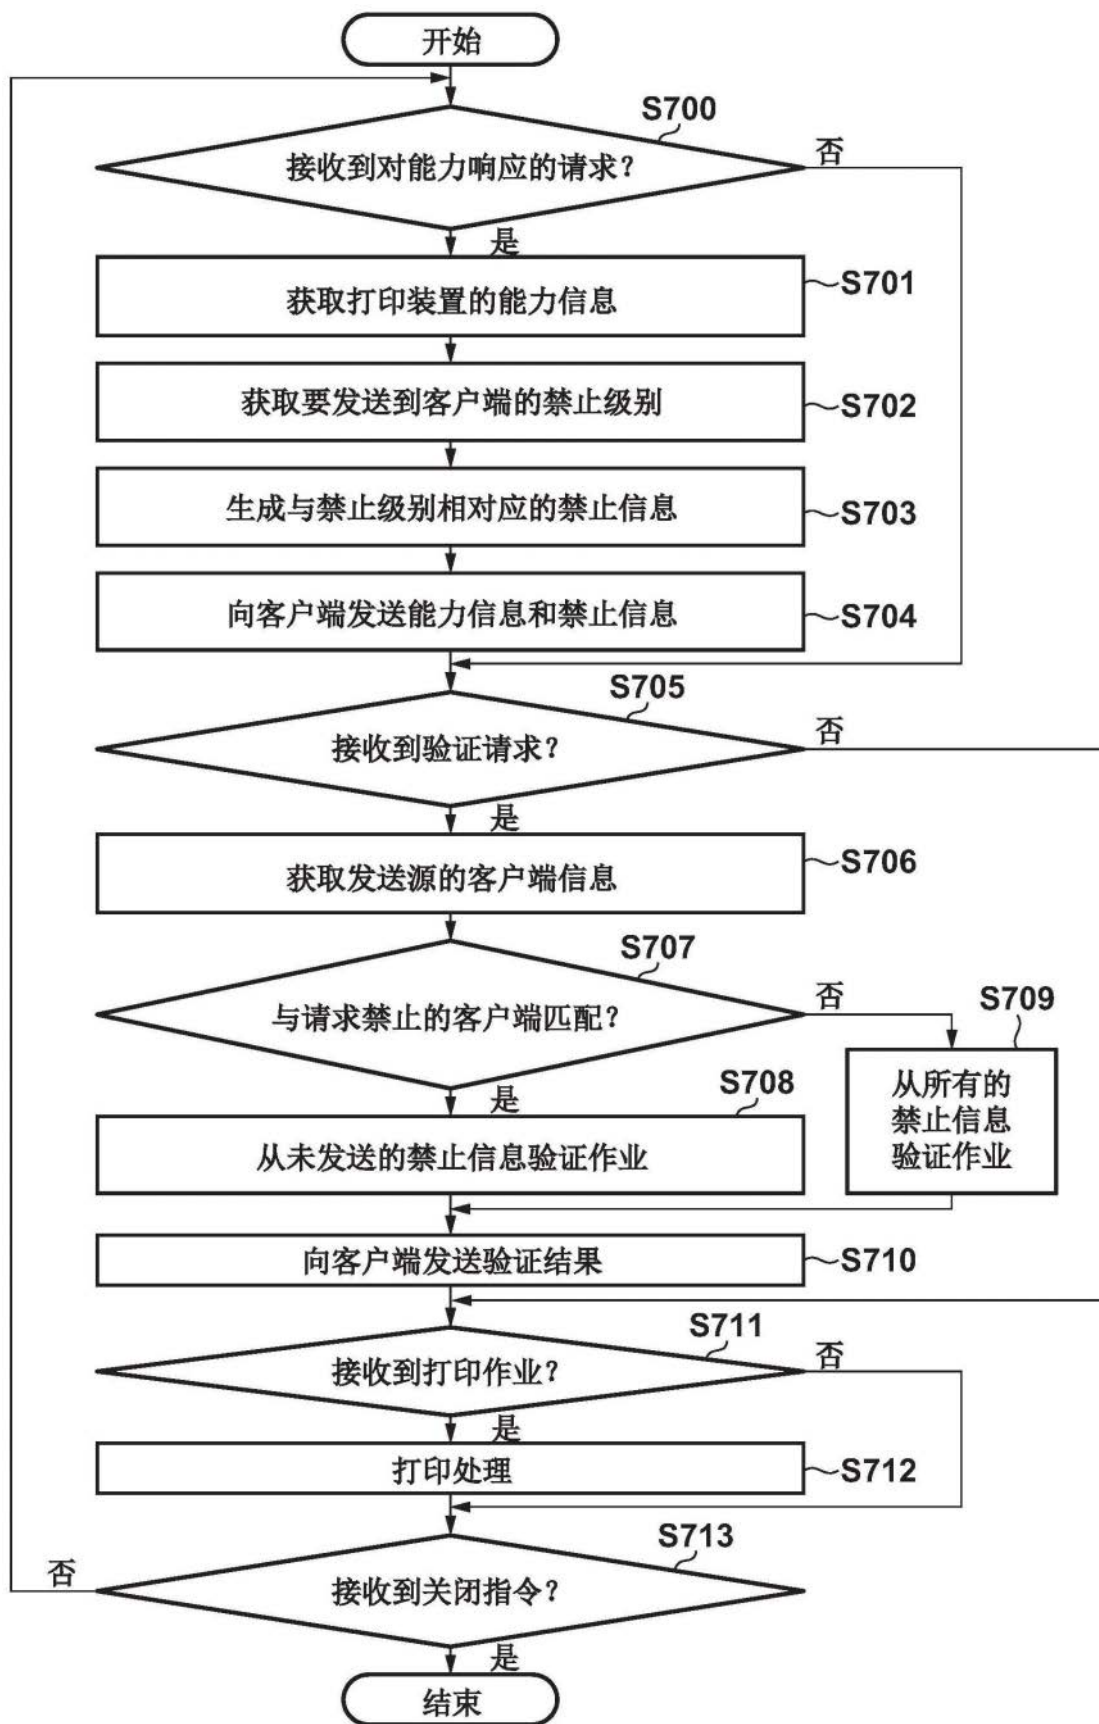 开始
S700
接收到对能力响应的请求?
否
是
获取打印装置的能力信息
S701
获取要发送到客户端的禁止级别
S702
生成与禁止级别相对应的禁止信息
S703
向客户端发送能力信息和禁止信息
S704
S705
接收到验证请求?
否
是
获取发送源的客户端信息
S706
S707
与请求禁止的客户端匹配?
否
S709
从所有的
禁止信息
验证作业
是
S708
从未发送的禁止信息验证作业
向客户端发送验证结果
S710
S711
接收到打印作业?
否
是
打印处理
S712
S713
接收到关闭指令?
否
是
结束